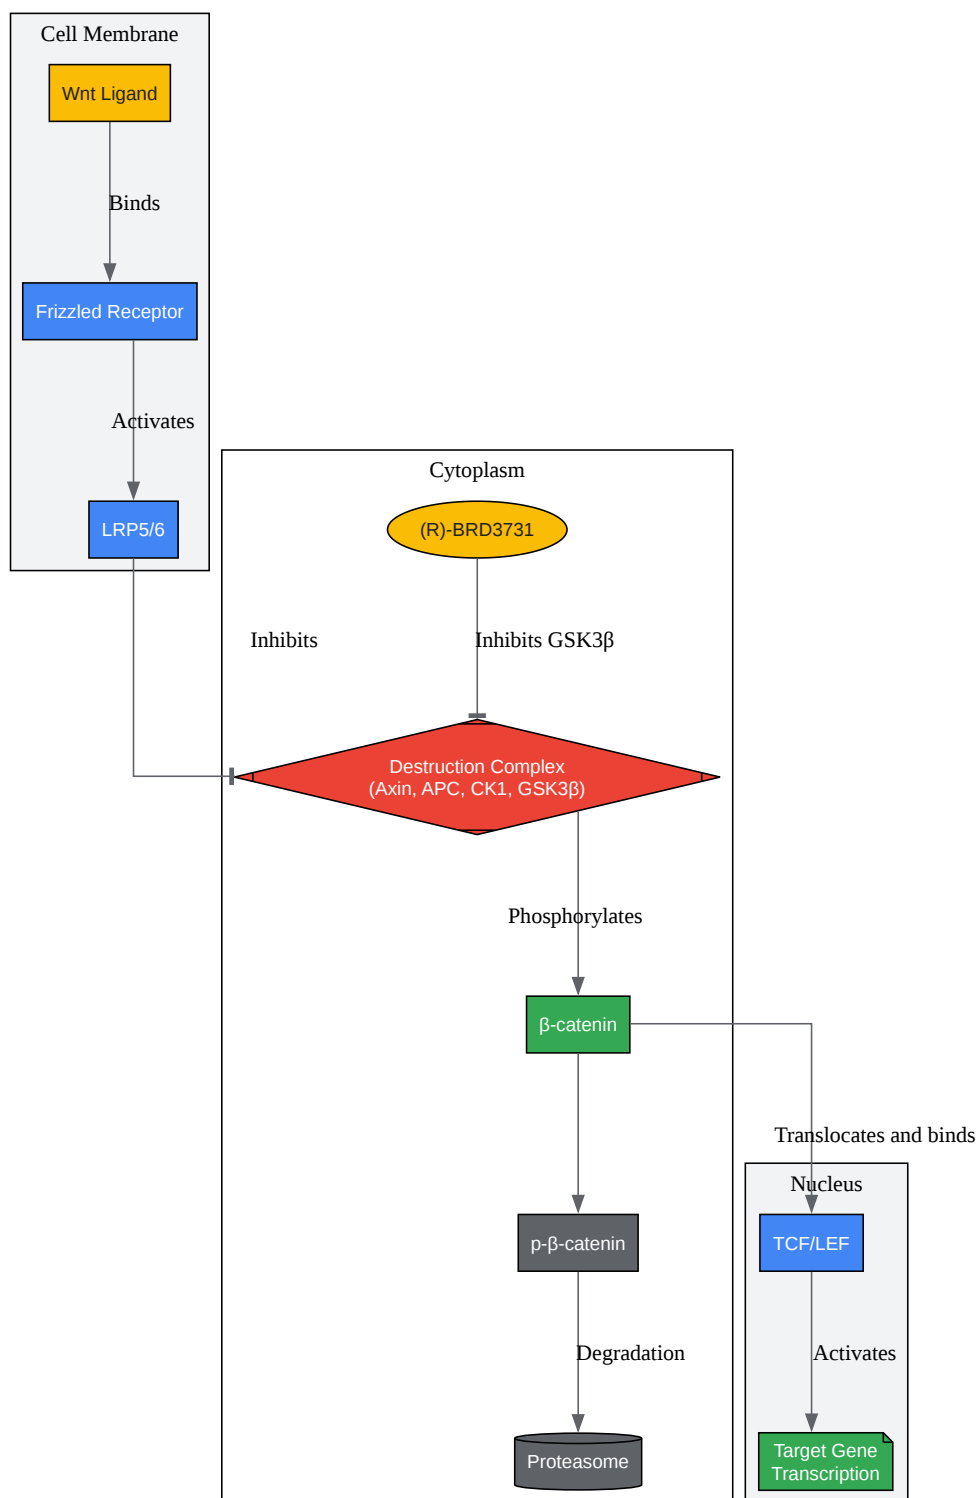 Cell Membrane
Wnt Ligand
Binds
Frizzled Receptor
Activates
LRP5/6
Cytoplasm
(R)-BRD3731
Inhibits
Inhibits GSK3β
Destruction Complex
(Axin, APC, CK1, GSK3β)
Phosphorylates
β-catenin
Translocates and binds
Nucleus
p-β-catenin
TCF/LEF
Degradation
Activates
Proteasome
Target Gene
Transcription